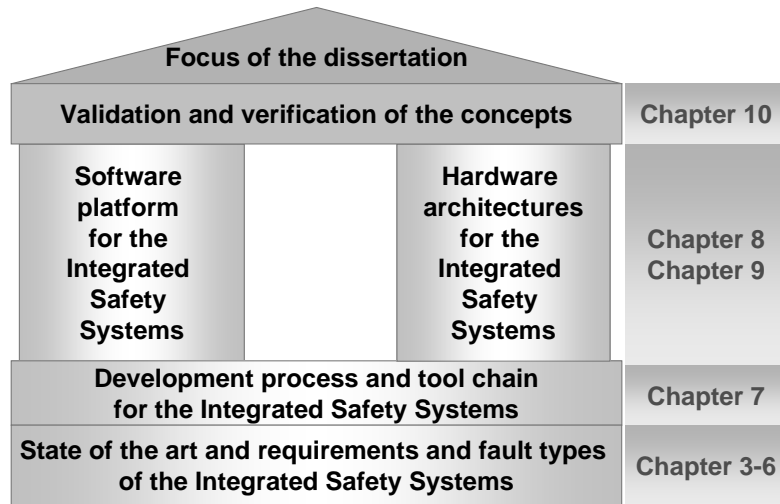 Focus of the dissertation
Validation and verification of the concepts
Chapter 10
Software
platform
for the
Integrated
Safety
Systems
Hardware
architectures
for the
Integrated
Safety
Systems
Chapter 8
Chapter 9
Development process and tool chain
for the Integrated Safety Systems
Chapter 7
State of the art and requirements and fault types
of the Integrated Safety Systems
Chapter 3-6